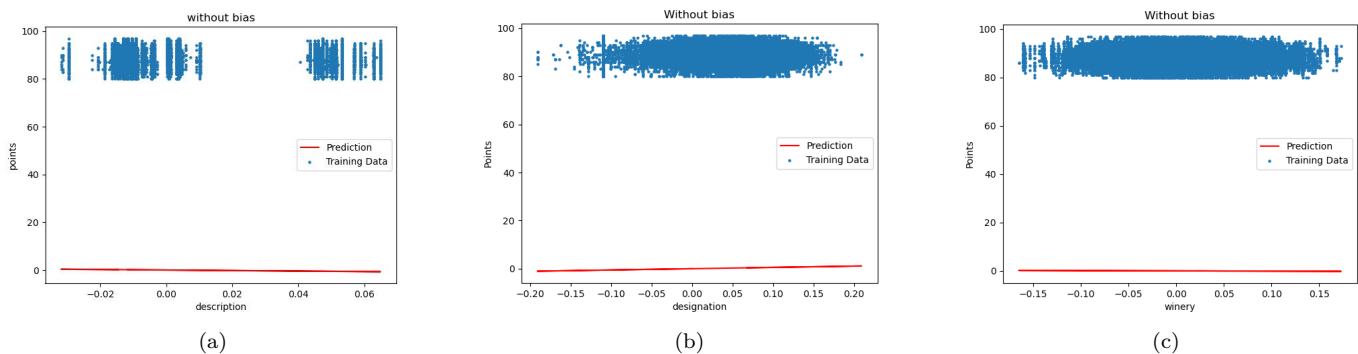 without bias
points
100
80
60
40
20
0
Prediction
Training Data
−0.02 0.00 0.02 0.04 0.06
description
(a)
Without bias
Points
100
80
60
40
20
0
Prediction
Training Data
−0.20 −0.15 −0.10 −0.05 0.00 0.05 0.10 0.15 0.20
designation
(b)
Without bias
Points
100
80
60
40
20
0
Prediction
Training Data
−0.15 −0.10 −0.05 0.00 0.05 0.10 0.15
winery
(c)